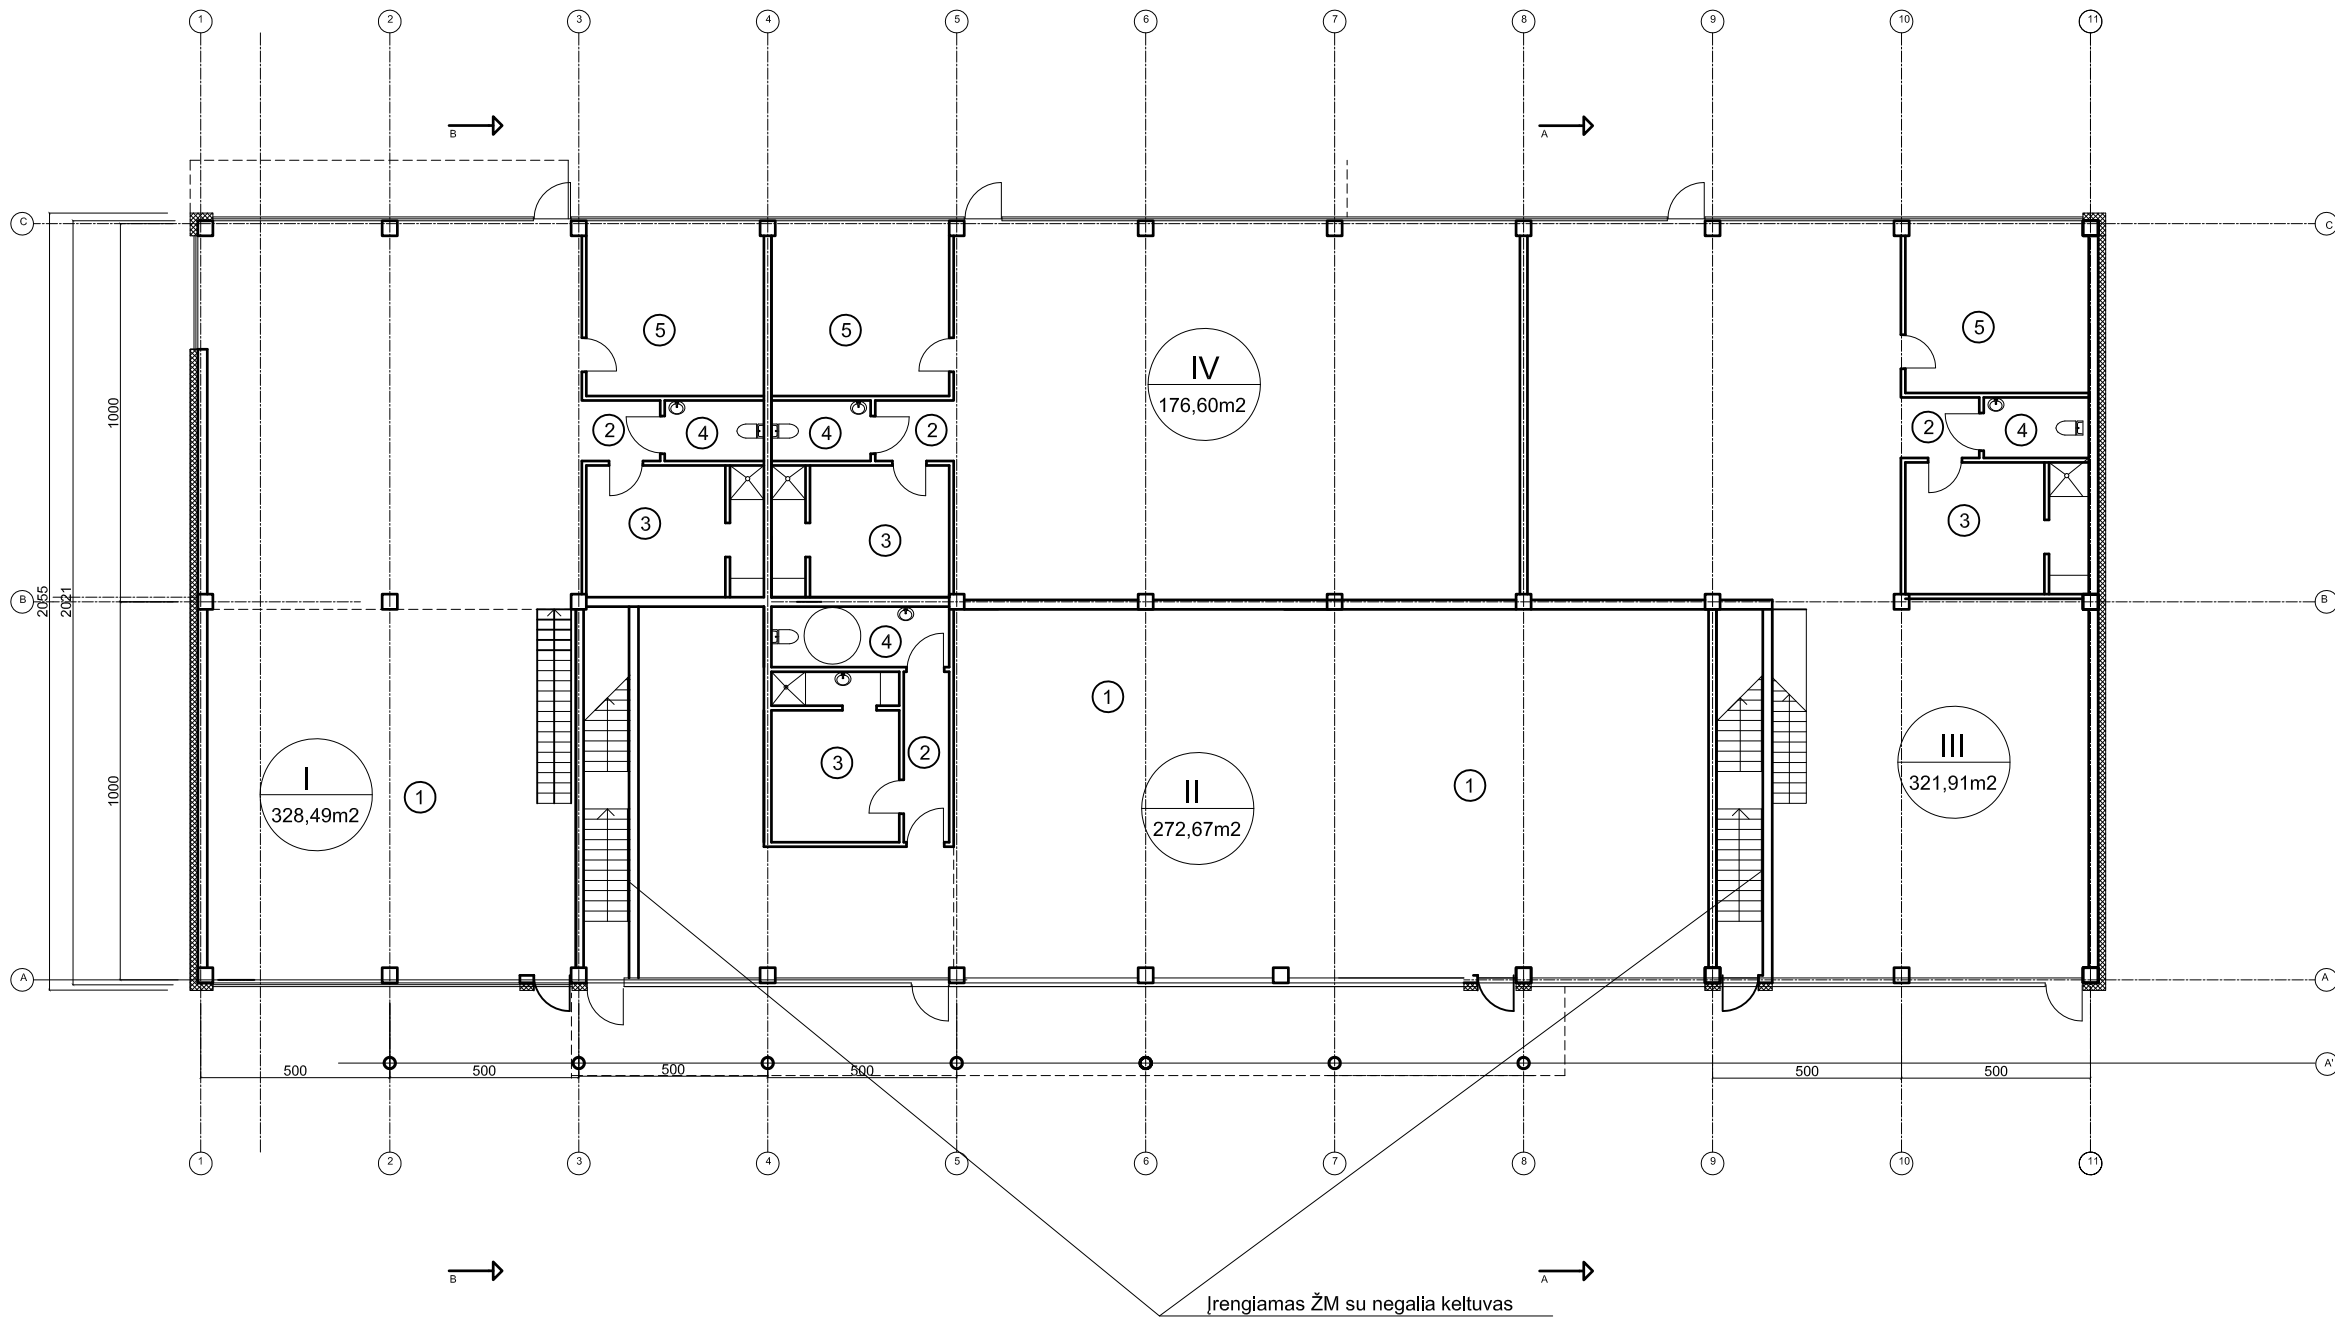 1 2 3 4 5 6 7 8 9 10 11
B A
C C
5 5 5
IV
176,60m2
1000
2 4 4 2 2 4
3 3 3
B 2055 2021 B
4
1
2
3
I
328,49m2
1
II
272,67m2
1
III
321,91m2
1000
A A
500 500 500 500 500 500 A'
1 2 3 4 5 6 7 8 9 10 11
B A
Įrengiamas ŽM su negalia keltuvas